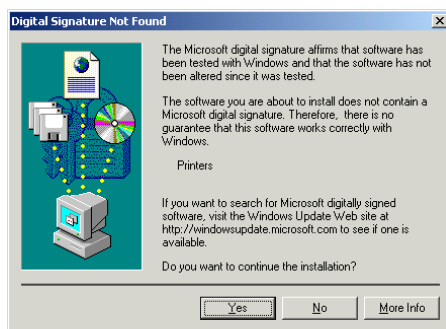 Digital Signature Not Found
The Microsoft digital signature affirms that software has
been tested with Windows and that the software has not
been altered since it was tested.
The software you are about to install does not contain a
Microsoft digital signature. Therefore, there is no
guarantee that this software works correctly with
Windows.
Printers
If you want to search for Microsoft digitally signed
software, visit the Windows Update Web site at
http://windowsupdate.microsoft.com to see if one is
available.
Do you want to continue the installation?
Yes No More Info